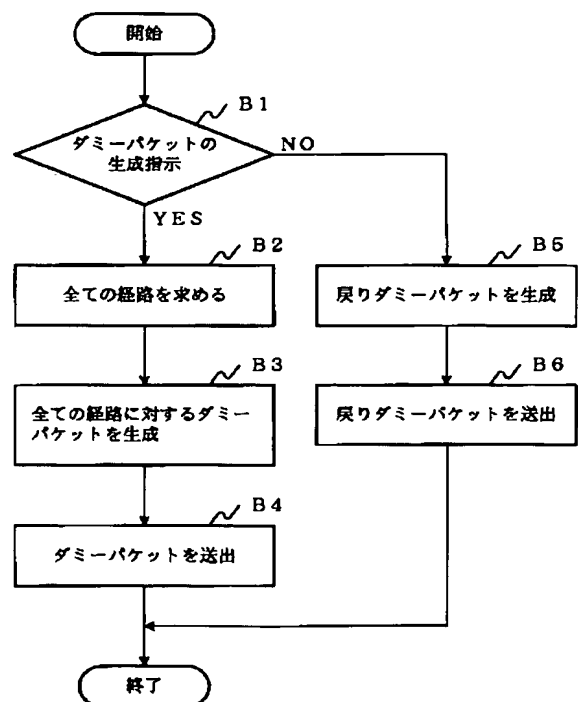 開始
B1
ダミーパケットの
生成指示
NO
YES
B2
全ての経路を求める
B3
全ての経路に対するダミー
パケットを生成
B4
ダミーパケットを送出
B5
戻りダミーパケットを生成
B6
戻りダミーパケットを送出
終了